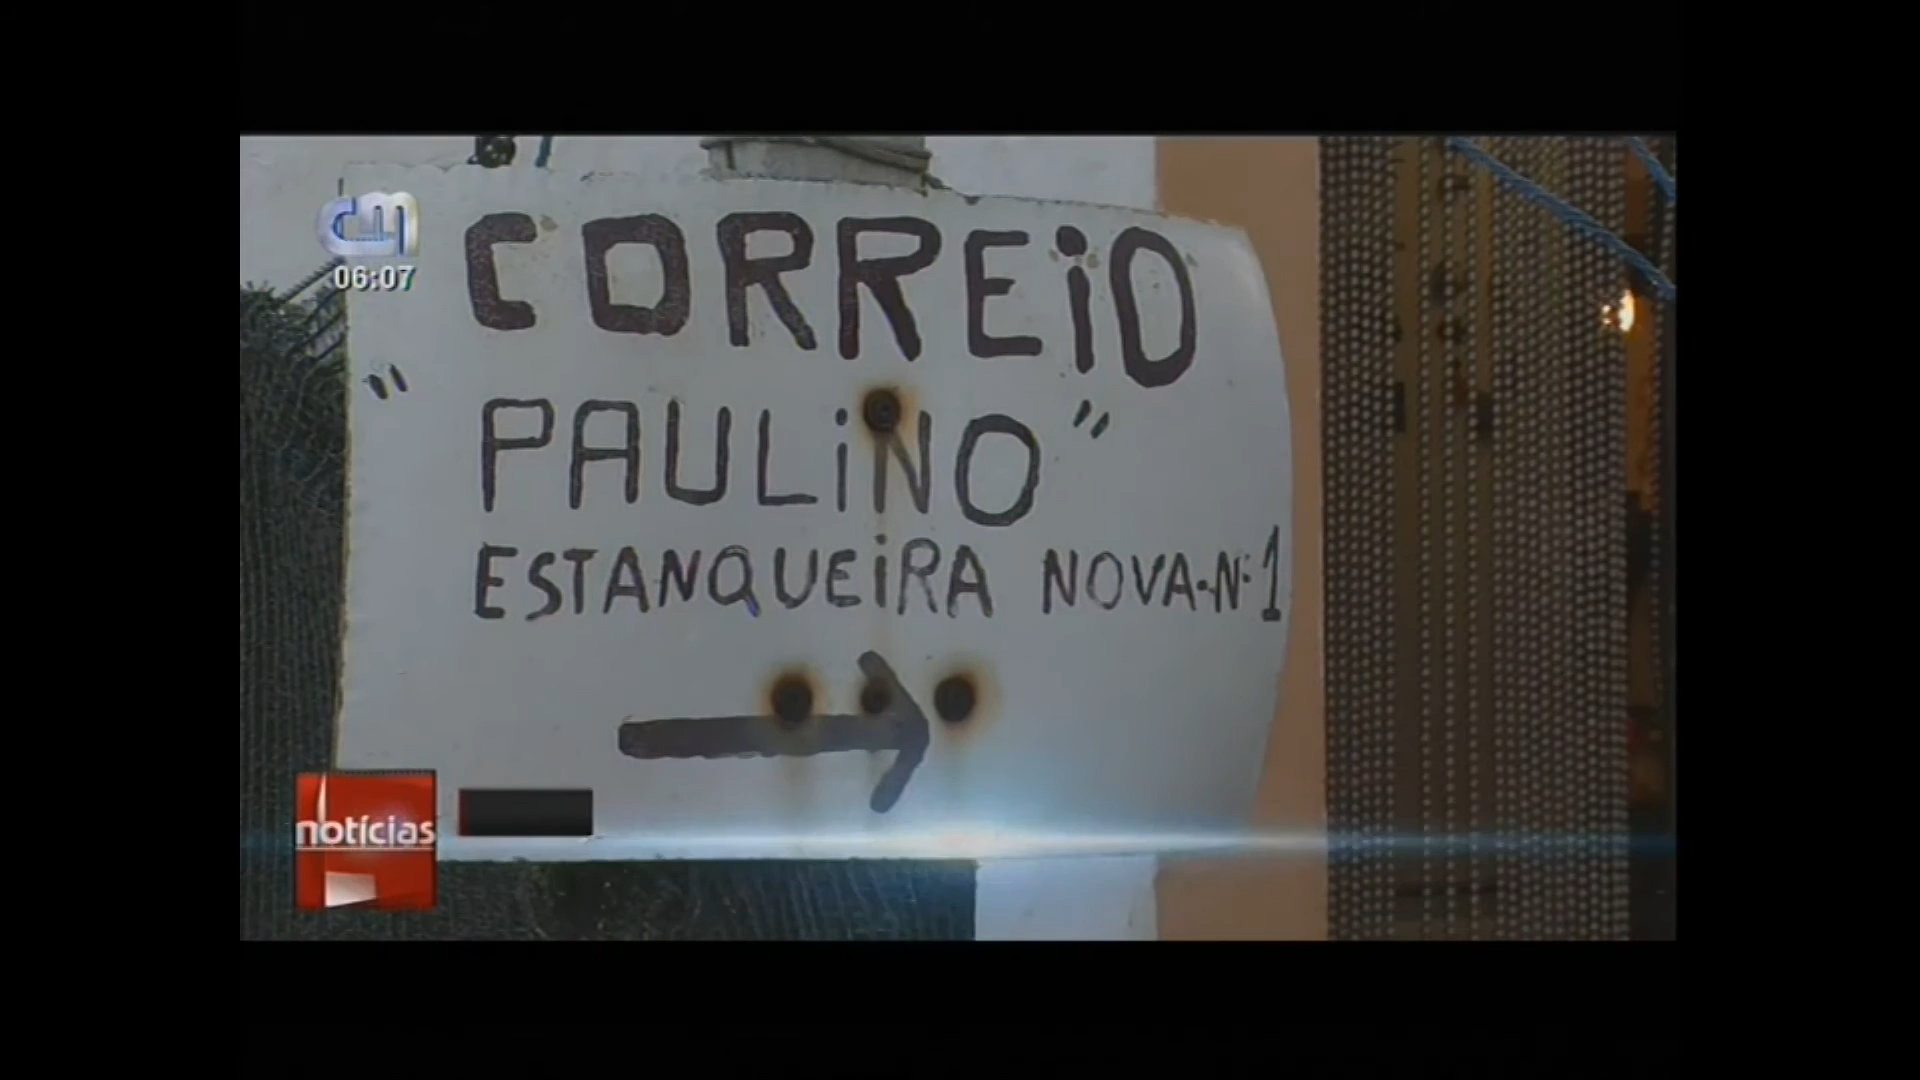 CM
06:07
CORREiO
"PAULiNO"
ESTANQUEiRA NOVA·Nº1
notícias